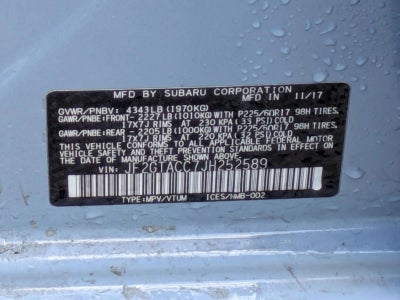 MFD BY SUBARU CORPORATION
MADE IN 11/17
GVWR/PNBV: 4343LB (1970KG)
GAWR/PNBE:FRONT- 2227LB (1010KG) WITH P225/60R17 98H TIRES,
17X7J RIMS AT 230 KPA(33 PSI)COLD
GAWR/PNBE:REAR- 2205LB (1000KG) WITH P225/60R17 98H TIRES,
17X7J RIMS AT 220 KPA(32 PSI)COLD
THIS VEHICLE CONFORMS TO ALL APPLICABLE FEDERAL MOTOR
VEHICLE SAFETY AND THEFT PREVENTION STANDARDS IN EFFECT
ON THE DATE OF MANUFACTURE SHOWN ABOVE
VIN: JF2GTACC7JH252589
TYPE:MPV/VTUM ICES/NMB-002